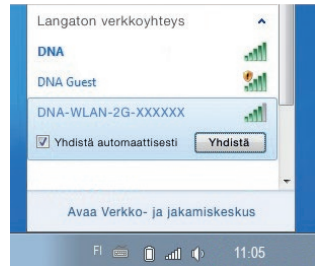 Langaton verkkoyhteys
DNA
DNA Guest
DNA-WLAN-2G-XXXXXX
Yhdistä automaattisesti Yhdistä
Avaa Verkko- ja jakamiskeskus
FI 11:05